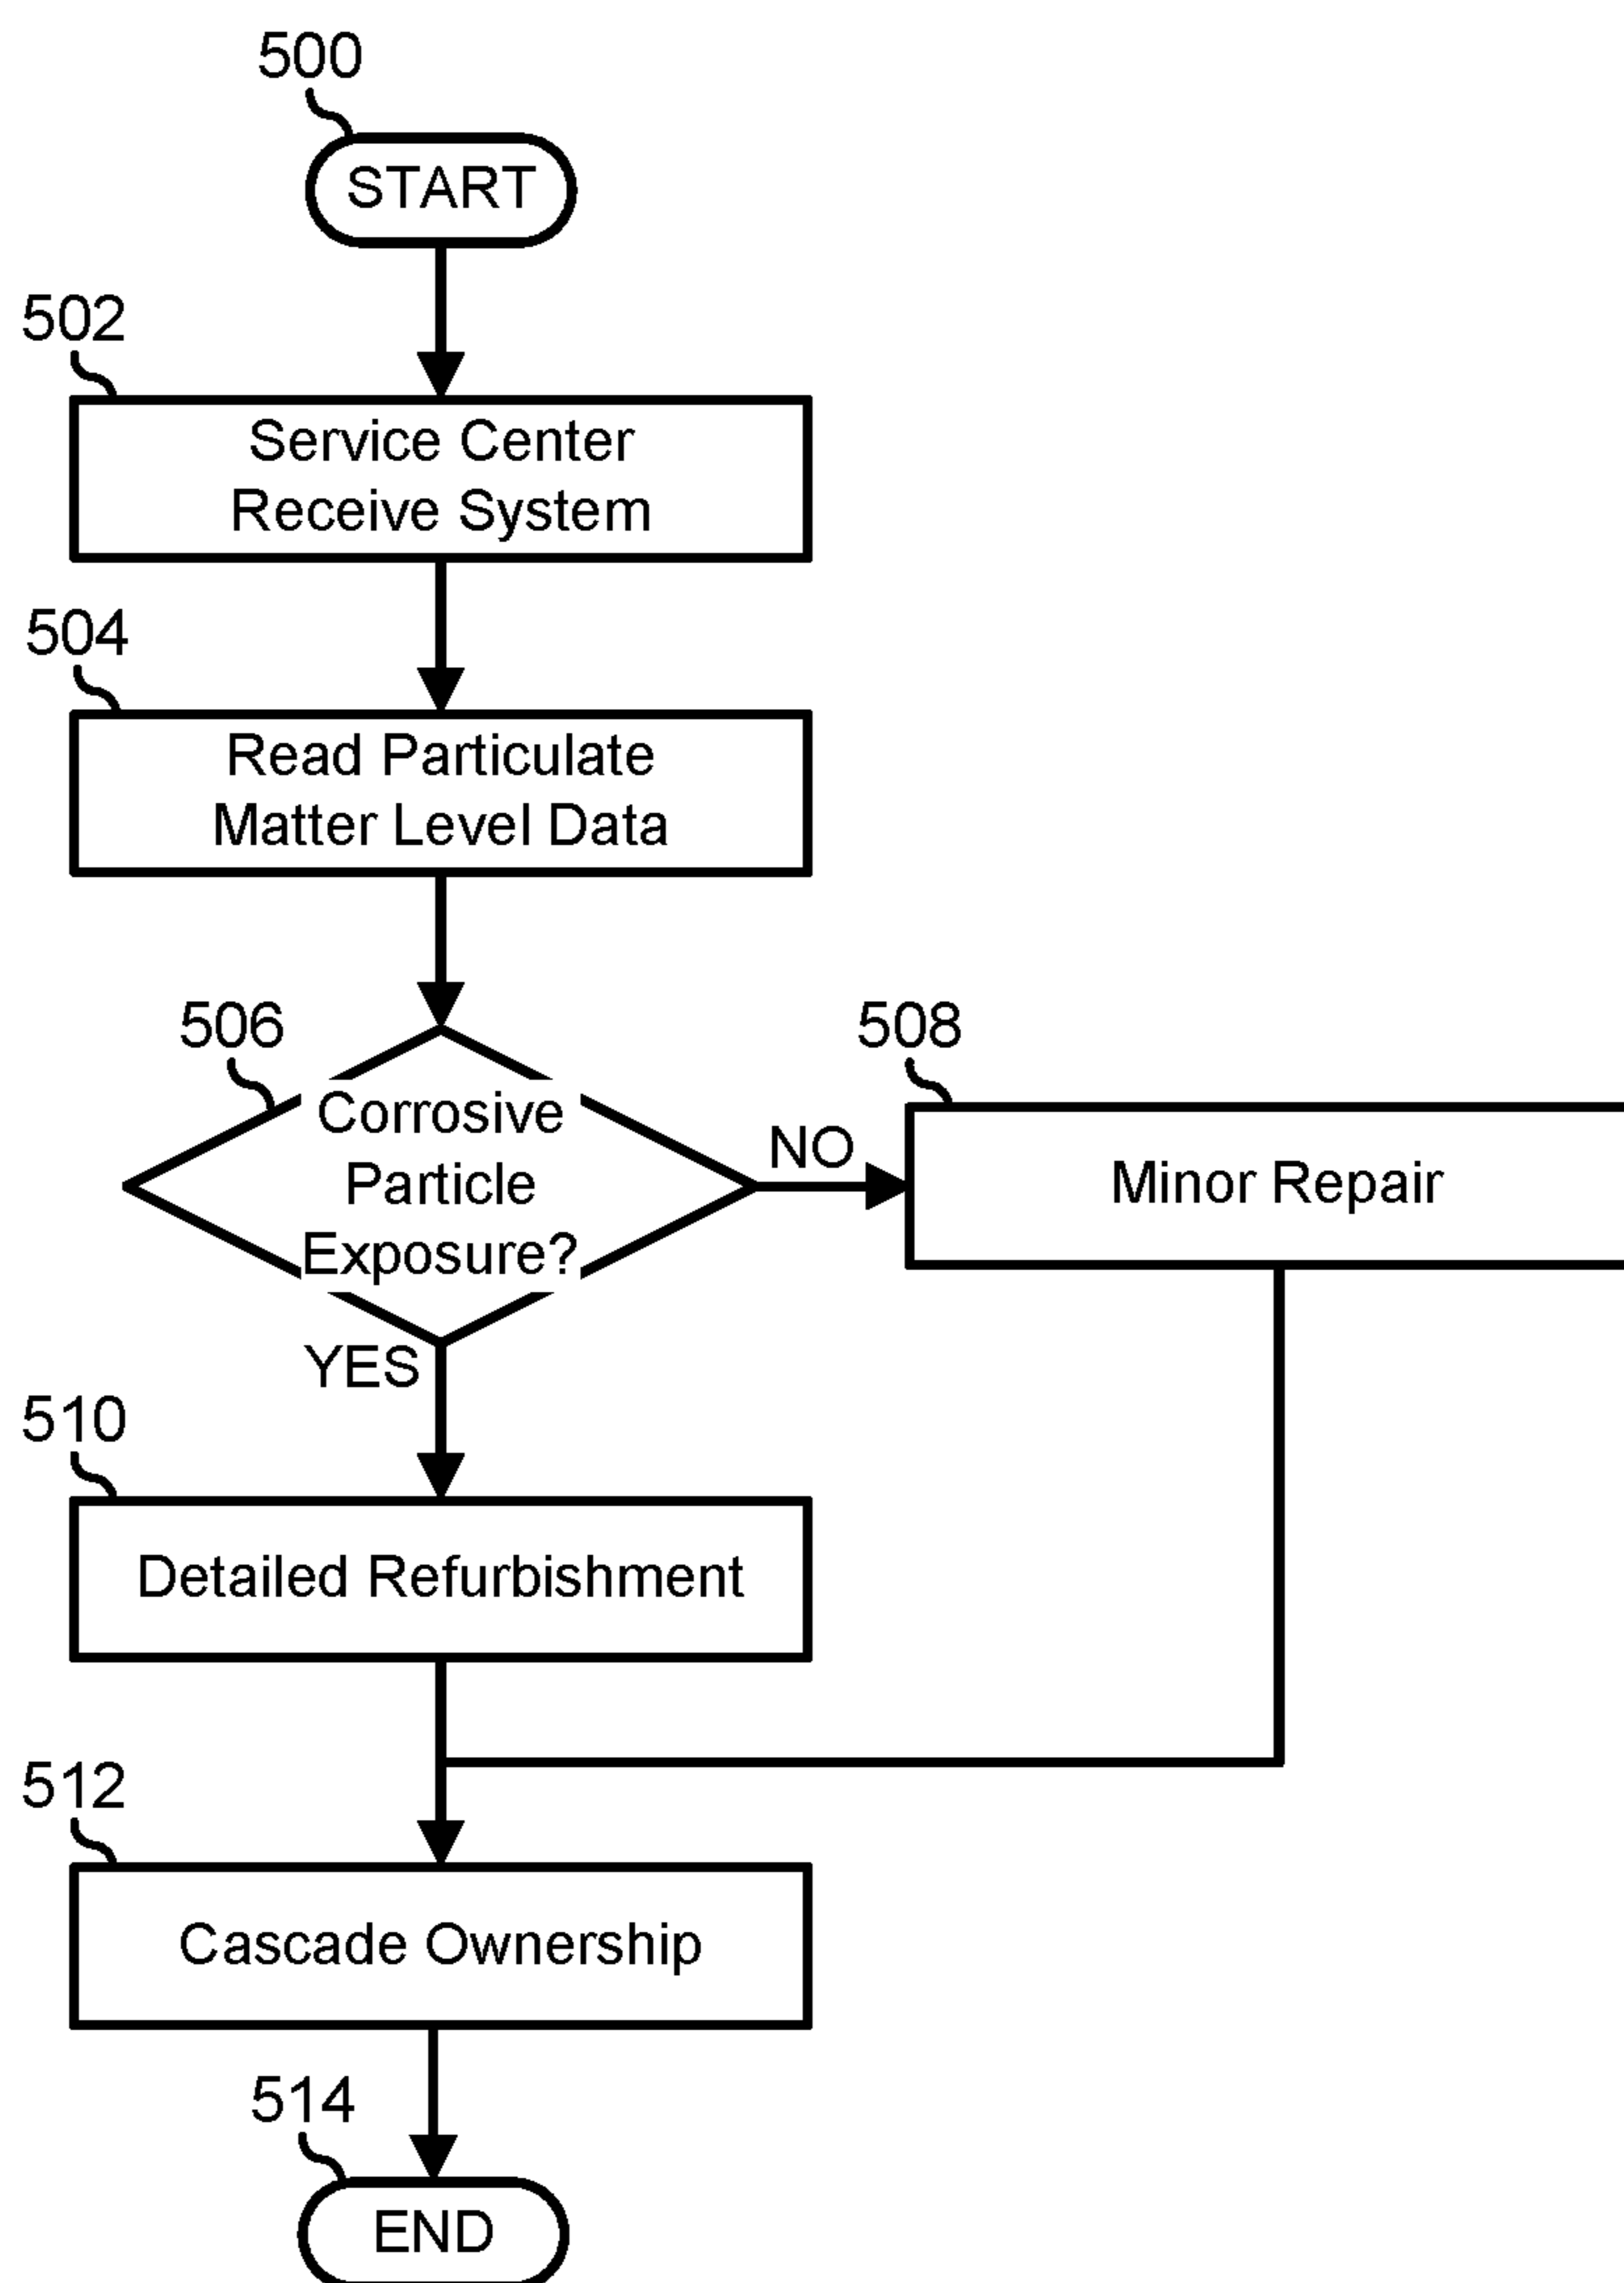 500
START
502
Service Center
Receive System
504
Read Particulate
Matter Level Data
506
Corrosive
Particle
Exposure?
NO
508
Minor Repair
YES
510
Detailed Refurbishment
512
Cascade Ownership
514
END